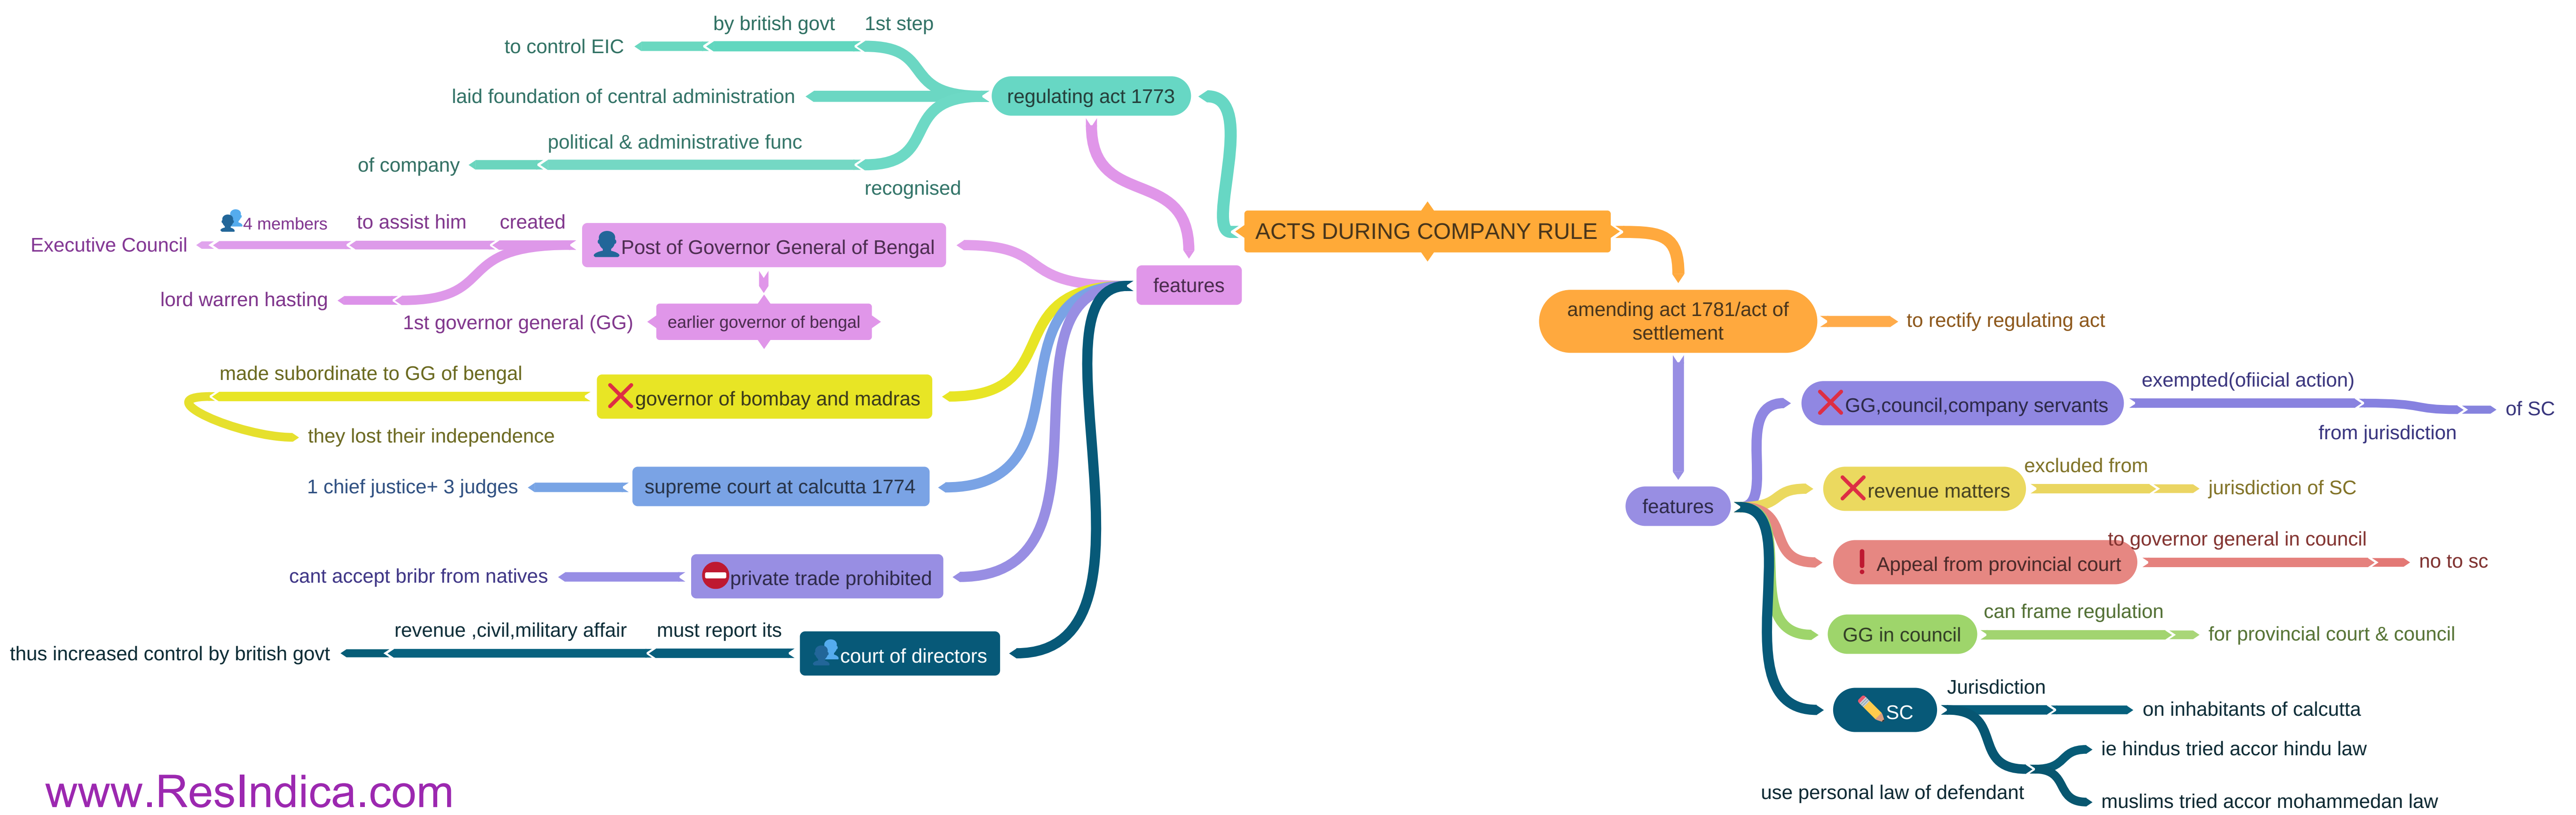 ACTS DURING COMPANY RULE
regulating act 1773
1st step
by british govt
to control EIC
laid foundation of central administration
recognised
political & administrative func
of company
features
Post of Governor General of Bengal
created
to assist him
4 members
Executive Council
lord warren hasting
earlier governor of bengal
1st governor general (GG)
governor of bombay and madras
made subordinate to GG of bengal
they lost their independence
supreme court at calcutta 1774
1 chief justice+ 3 judges
private trade prohibited
cant accept bribr from natives
court of directors
must report its
revenue ,civil,military affair
thus increased control by british govt
amending act 1781/act of
settlement
to rectify regulating act
features
GG,council,company servants
exempted(ofiicial action)
from jurisdiction
of SC
revenue matters
excluded from
jurisdiction of SC
Appeal from provincial court
to governor general in council
no to sc
GG in council
can frame regulation
for provincial court & council
SC
Jurisdiction
on inhabitants of calcutta
use personal law of defendant
ie hindus tried accor hindu law
muslims tried accor mohammedan law
www.ResIndica.com